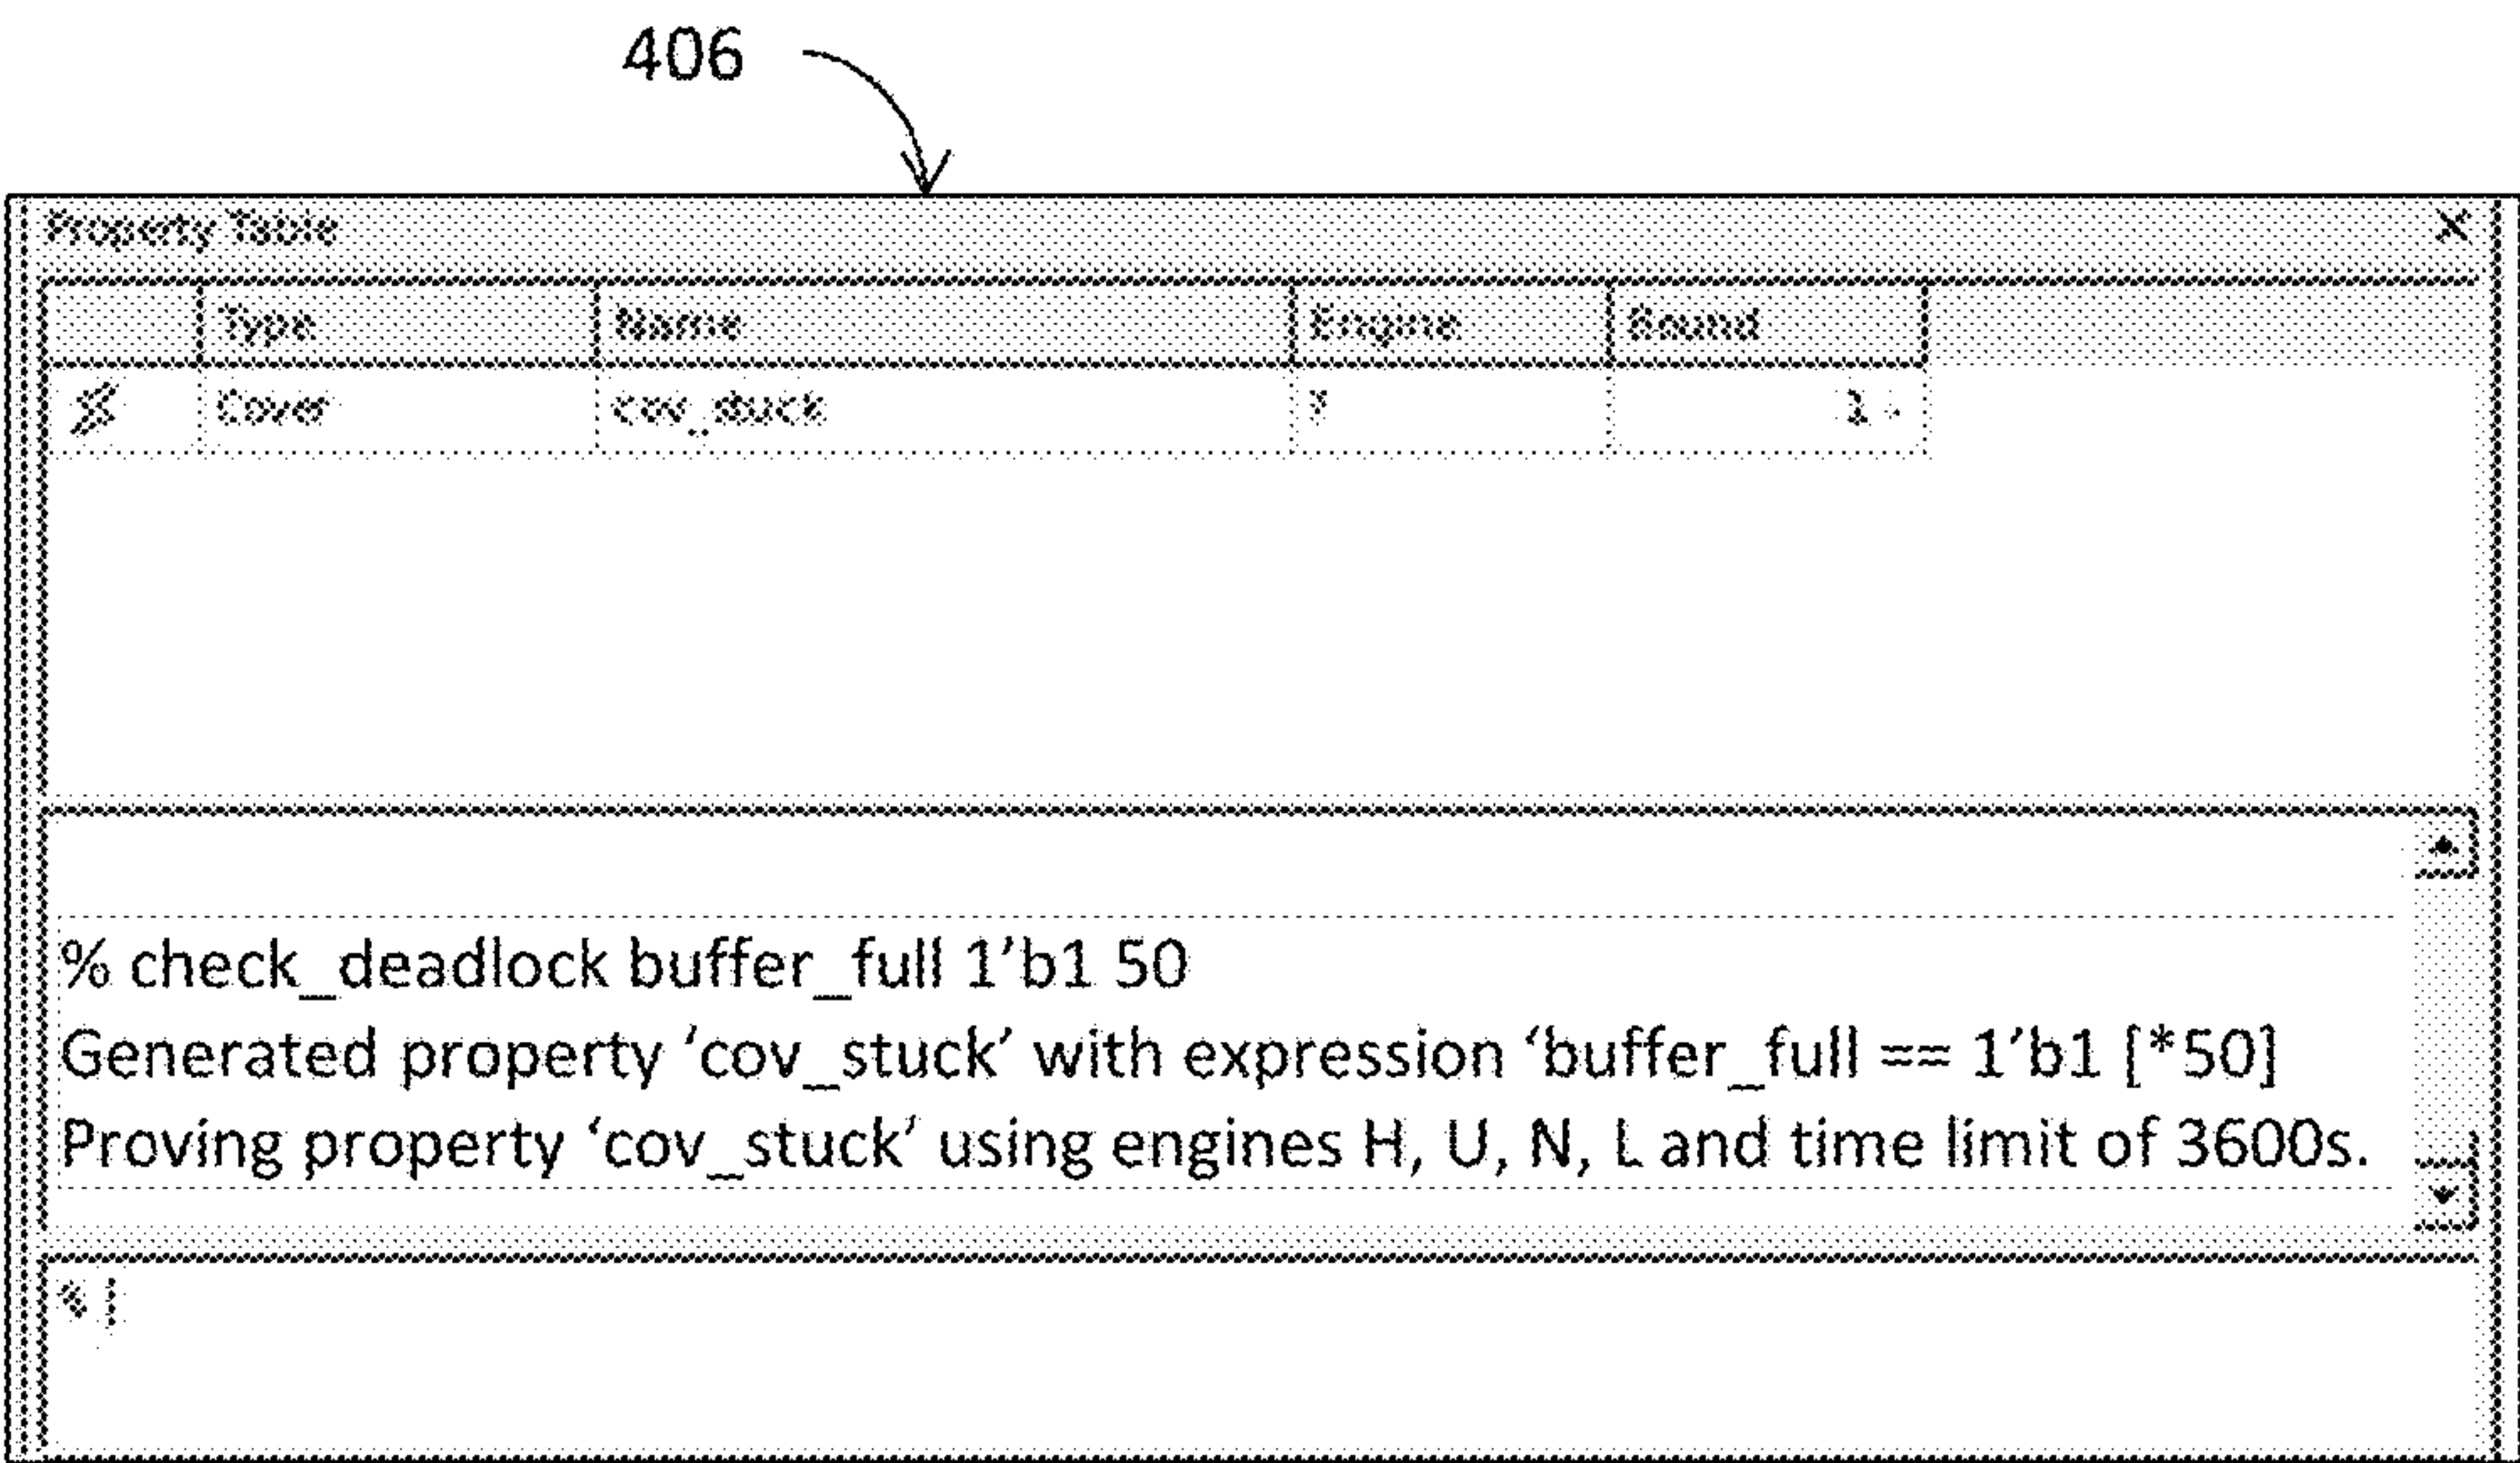 406
Property Table ×
Type Name Engine Bound
Cover cov_stuck ? 1 -
% check_deadlock buffer_full 1’b1 50
Generated property ‘cov_stuck’ with expression ‘buffer_full == 1’b1 [*50]
Proving property ‘cov_stuck’ using engines H, U, N, L and time limit of 3600s.
%